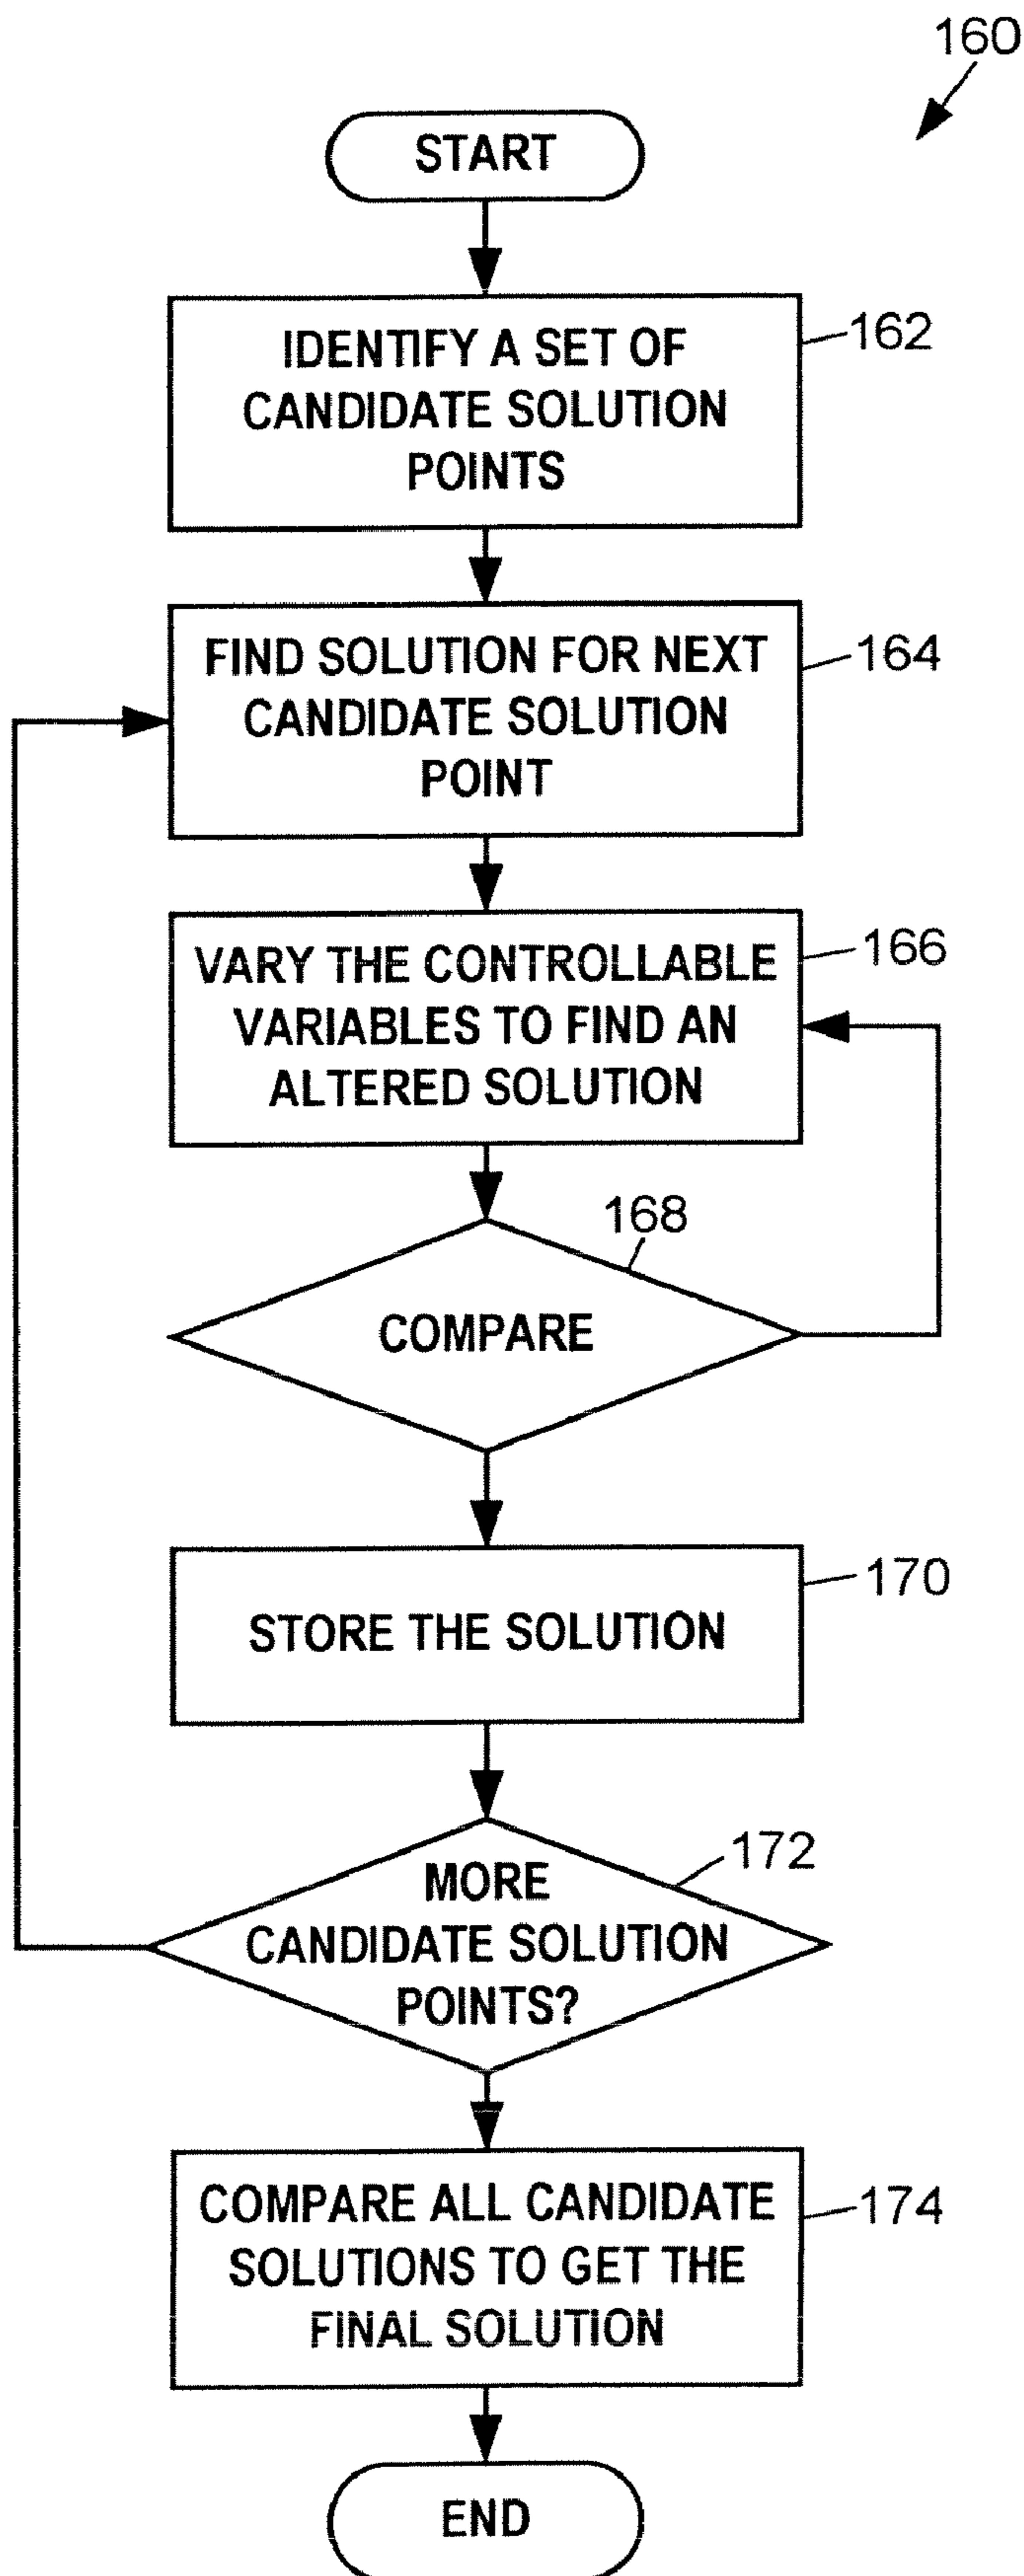 160
START
IDENTIFY A SET OF
CANDIDATE SOLUTION
POINTS
162
FIND SOLUTION FOR NEXT
CANDIDATE SOLUTION
POINT
164
VARY THE CONTROLLABLE
VARIABLES TO FIND AN
ALTERED SOLUTION
166
168
COMPARE
STORE THE SOLUTION
170
172
MORE
CANDIDATE SOLUTION
POINTS?
COMPARE ALL CANDIDATE
SOLUTIONS TO GET THE
FINAL SOLUTION
174
END